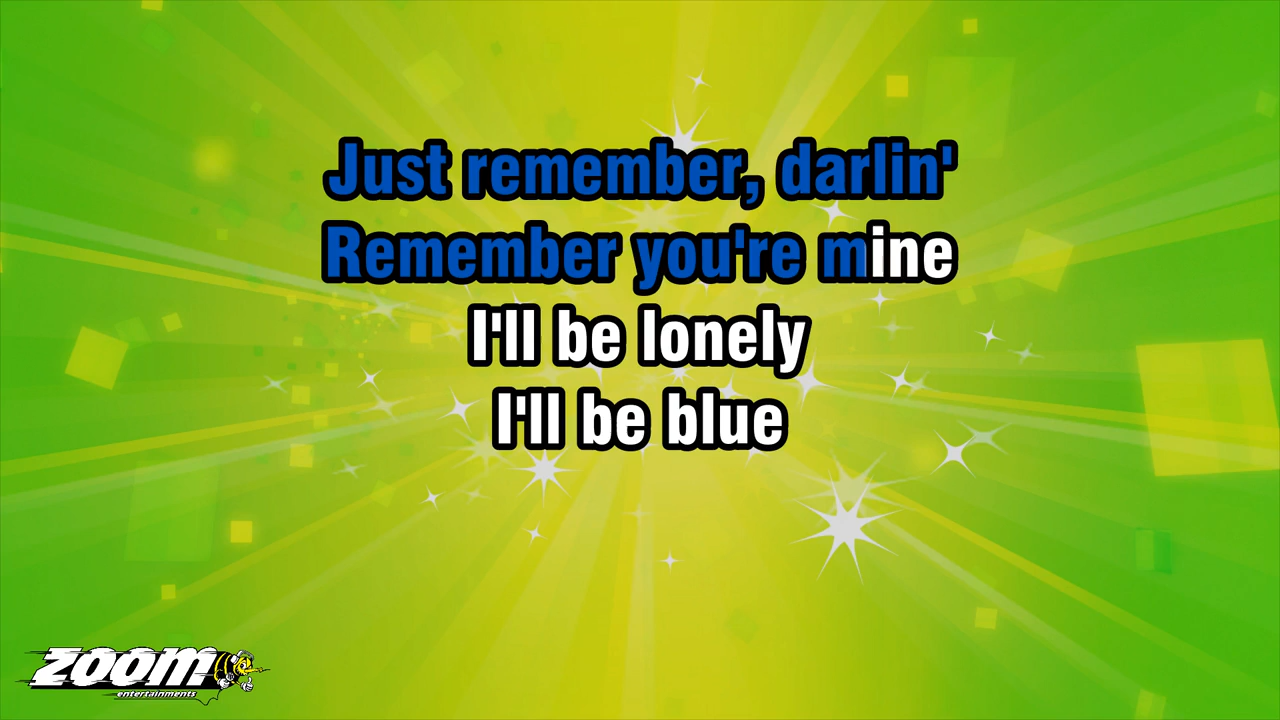 Just remember, darlin'
Remember you're mine
I'll be lonely
I'll be blue
zoom
entertainments